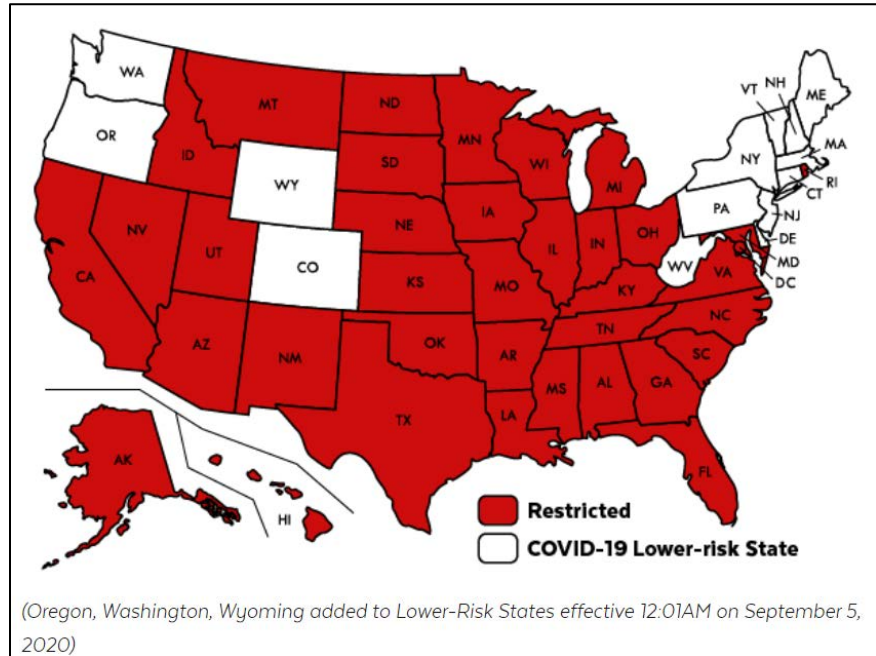 WA
MT
ND
MN
VT
NH
ME
OR
ID
SD
WI
MI
NY
MA
RI
CT
WY
NV
UT
CO
NE
IA
PA
NJ
DE
MD
DC
CA
KS
MO
IL
IN
OH
WV
VA
KY
AZ
NM
OK
AR
TN
NC
SC
TX
LA
MS
AL
GA
FL
AK
HI
Restricted
COVID-19 Lower-risk State
(Oregon, Washington, Wyoming added to Lower-Risk States effective 12:01AM on September 5,
2020)